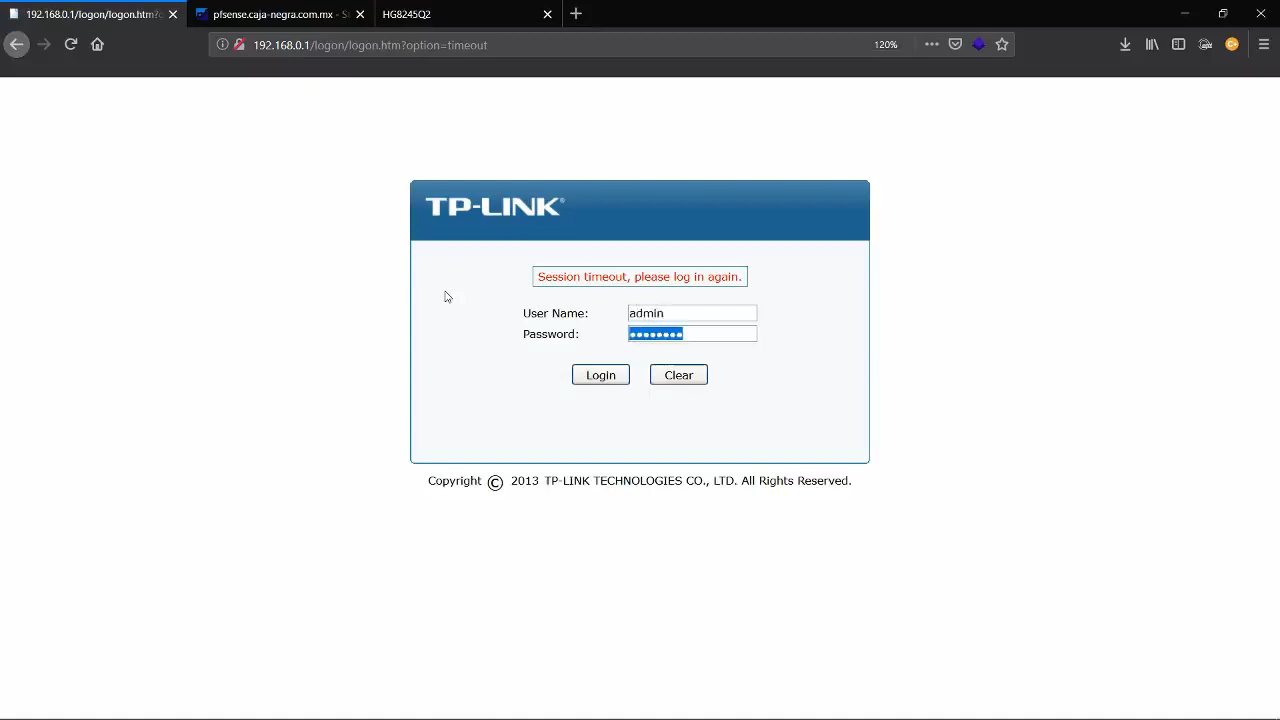 192.168.0.1/logon/logon.htm?o
pfsense.caja-negra.com.mx - St
HG8245Q2
192.168.0.1/logon/logon.htm?option=timeout
120%
TP-LINK®
Session timeout, please log in again.
User Name: admin
Password: ••••••••
Login Clear
Copyright © 2013 TP-LINK TECHNOLOGIES CO., LTD. All Rights Reserved.